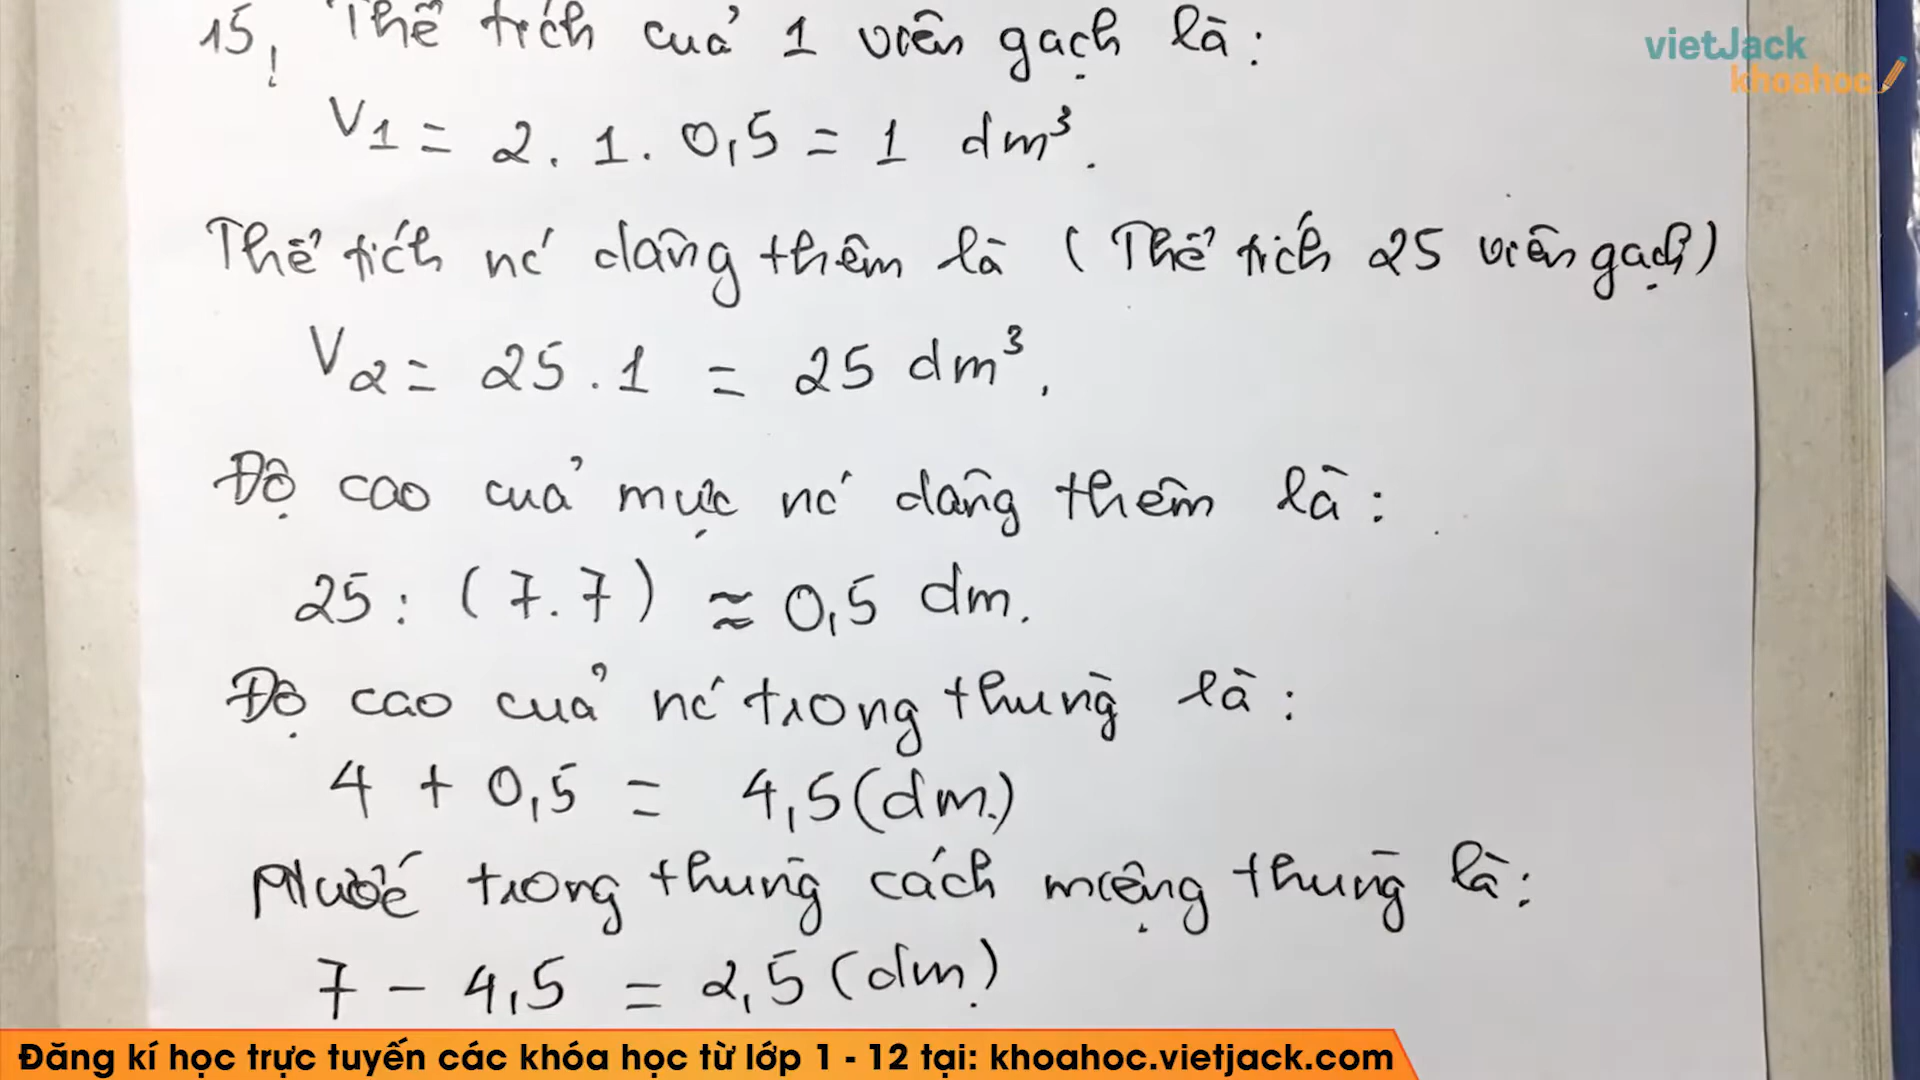 15, Thể tích của 1 viên gạch là:
vietJack
khoahoc
V1 = 2. 1. 0,5 = 1 dm³.
Thể tích nć dâng thêm là (Thể tích 25 viên gạch)
V2 = 25 . 1 = 25 dm³.
Độ cao của mực nć dâng thêm là:
25 : (7. 7) ≈ 0,5 dm.
Độ cao của nć trong thùng là:
4 + 0,5 = 4,5 (dm.)
Nước trong thùng cách miệng thùng là:
7 - 4,5 = 2,5 (dm.)
Đăng kí học trực tuyến các khóa học từ lớp 1 - 12 tại: khoahoc.vietjack.com